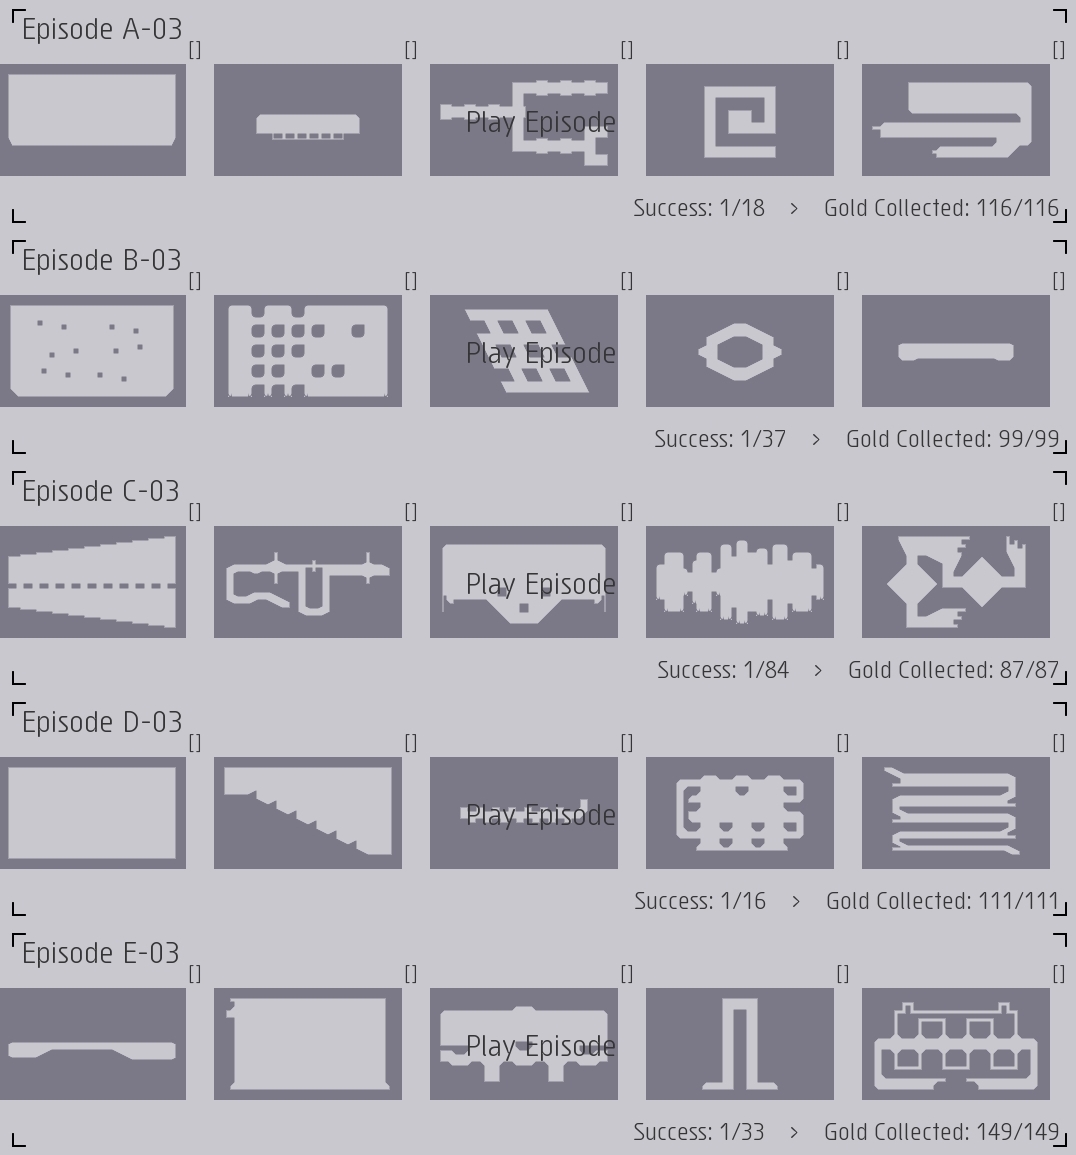 Episode A-03
[] [] [] [] []
Play Episode
Success: 1/18 > Gold Collected: 116/116
Episode B-03
[] [] [] [] []
Play Episode
Success: 1/37 > Gold Collected: 99/99
Episode C-03
[] [] [] [] []
Play Episode
Success: 1/84 > Gold Collected: 87/87
Episode D-03
[] [] [] [] []
Play Episode
Success: 1/16 > Gold Collected: 111/111
Episode E-03
[] [] [] [] []
Play Episode
Success: 1/33 > Gold Collected: 149/149